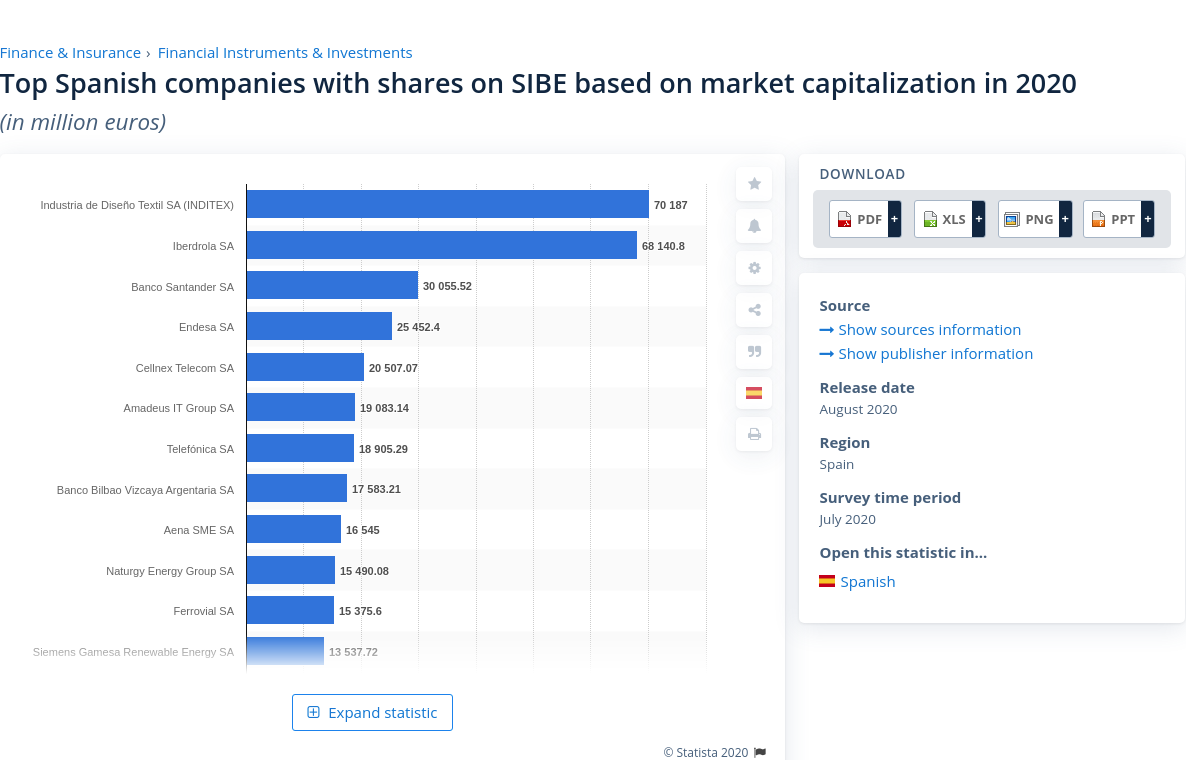 Finance & Insurance › Financial Instruments & Investments
Top Spanish companies with shares on SIBE based on market capitalization in 2020
(in million euros)
Industria de Diseño Textil SA (INDITEX) 70 187
Iberdrola SA 68 140.8
Banco Santander SA 30 055.52
Endesa SA 25 452.4
Cellnex Telecom SA 20 507.07
Amadeus IT Group SA 19 083.14
Telefónica SA 18 905.29
Banco Bilbao Vizcaya Argentaria SA 17 583.21
Aena SME SA 16 545
Naturgy Energy Group SA 15 490.08
Ferrovial SA 15 375.6
Siemens Gamesa Renewable Energy SA 13 537.72
Expand statistic
© Statista 2020
DOWNLOAD
PDF + XLS + PNG + PPT +
Source
Show sources information
Show publisher information
Release date
August 2020
Region
Spain
Survey time period
July 2020
Open this statistic in...
Spanish